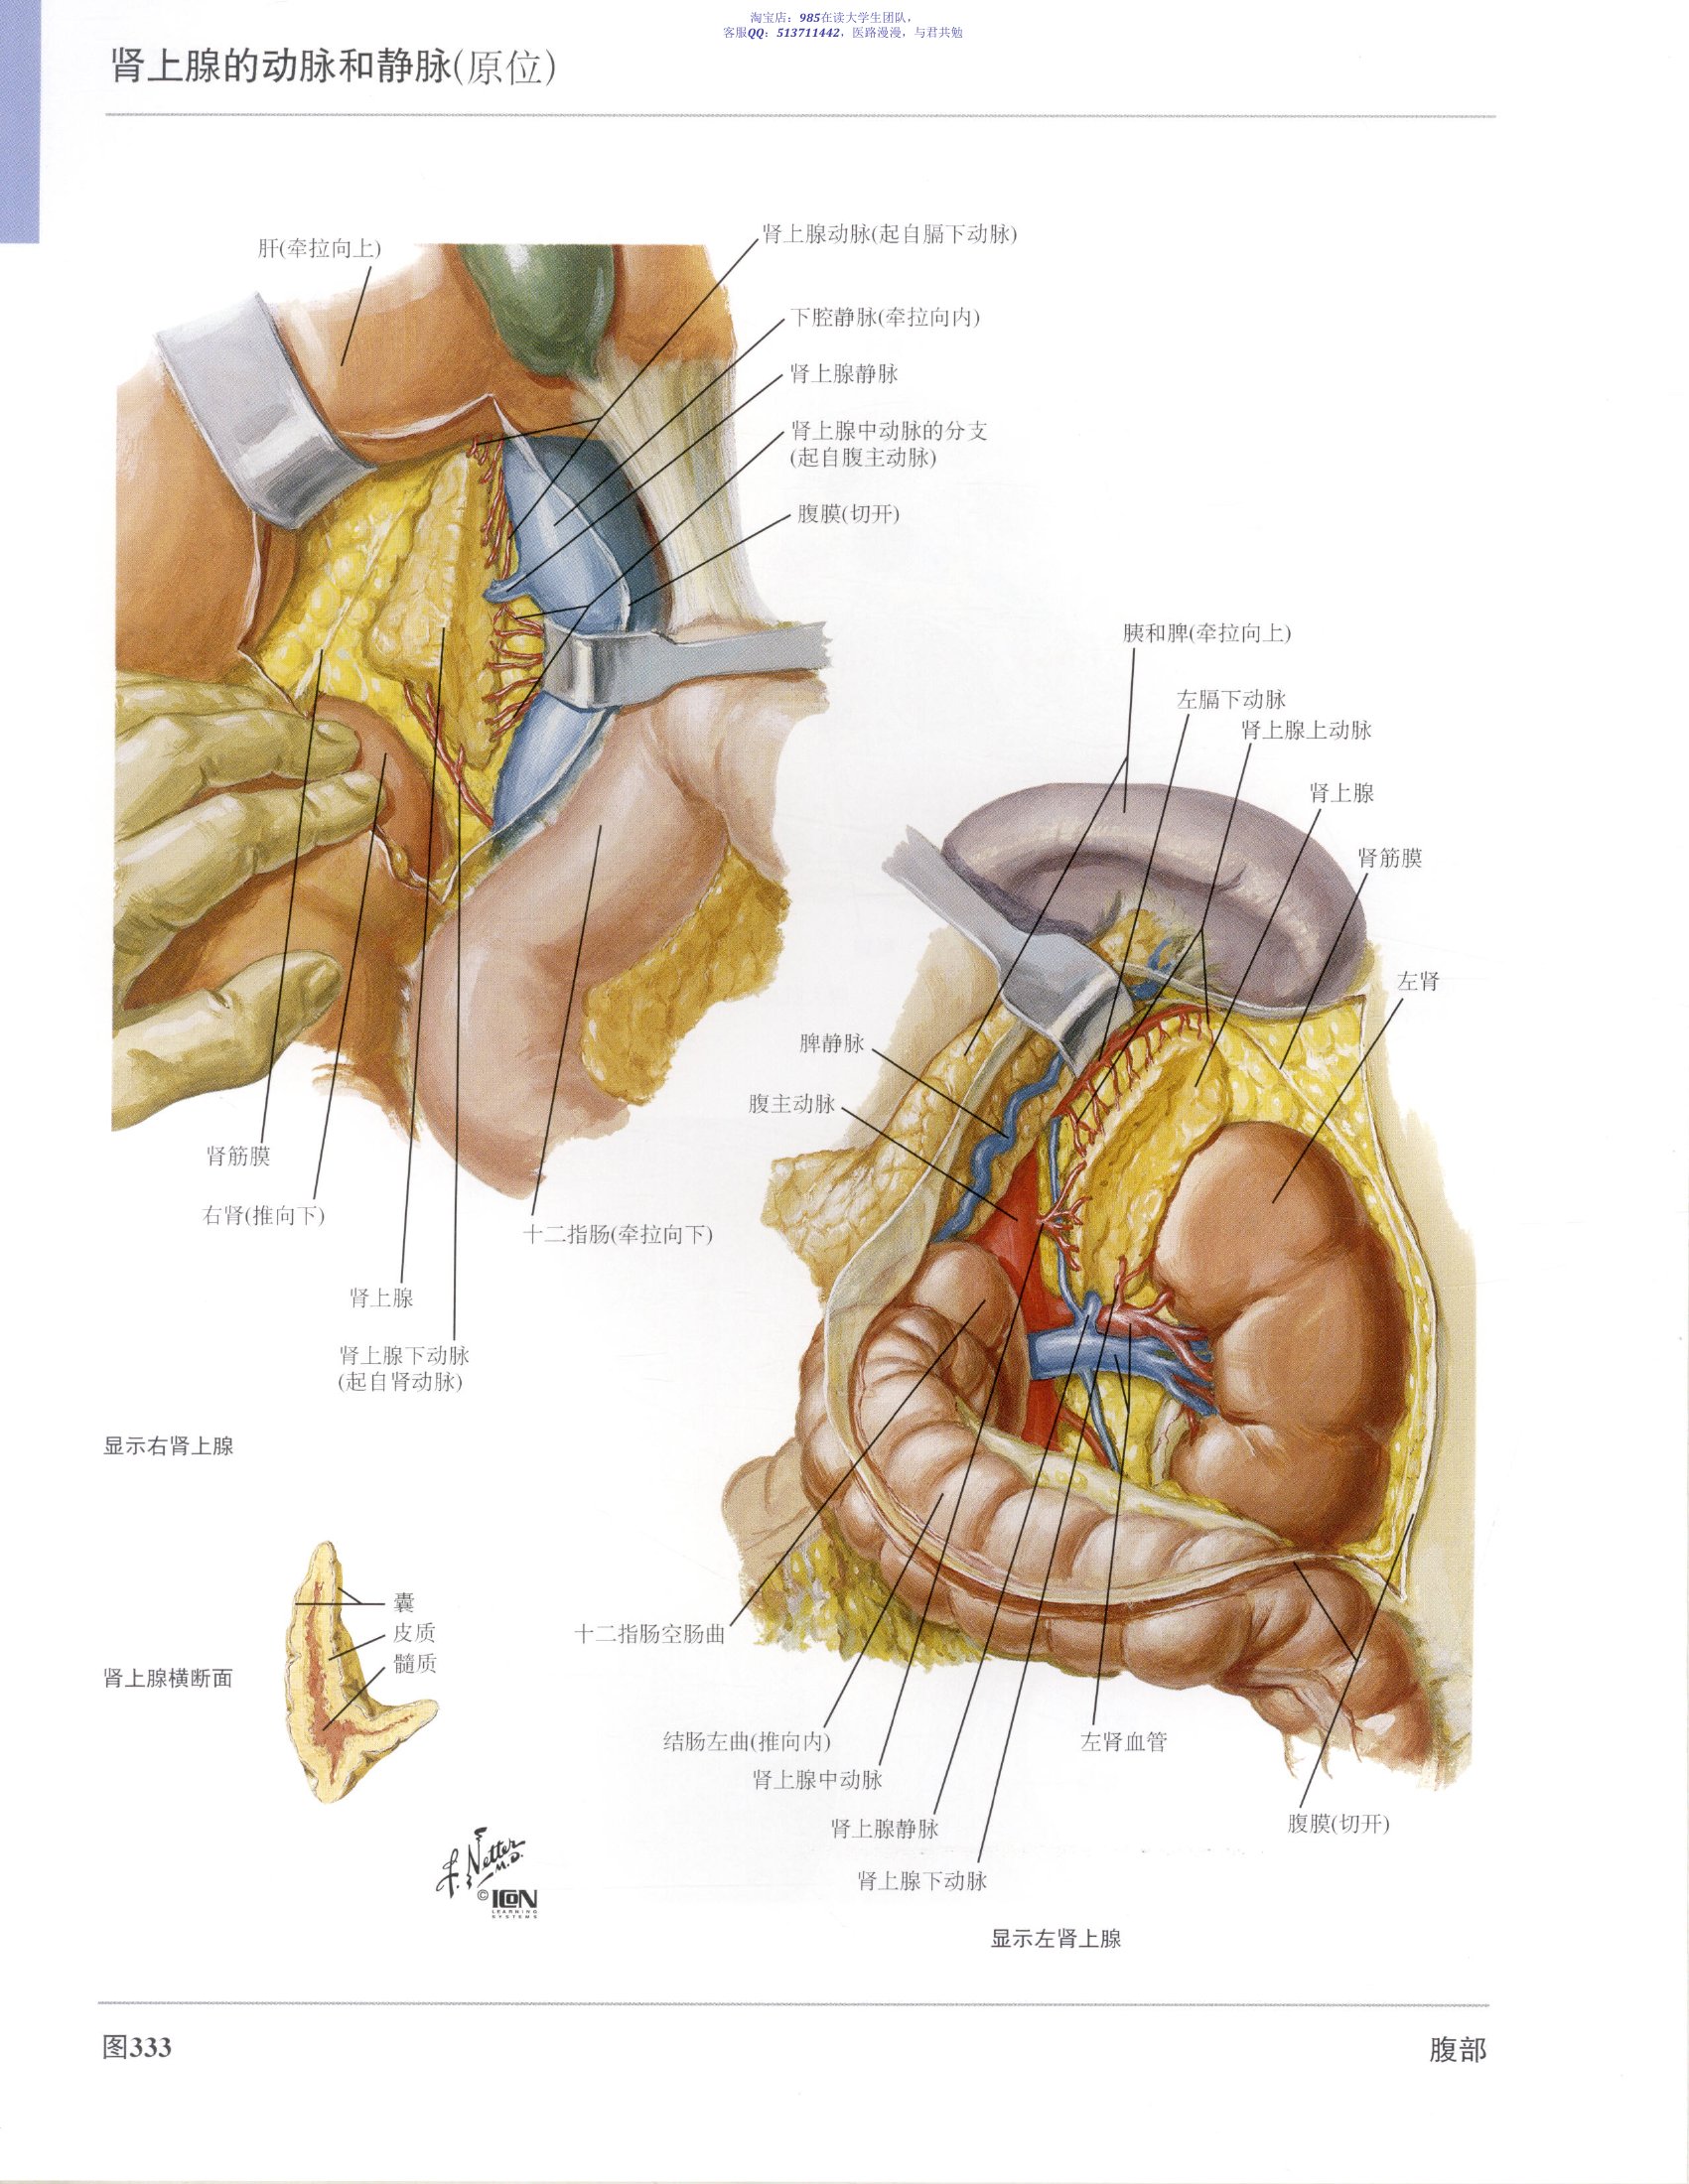 淘宝店：985在读大学生团队，
客服QQ：513711442，医路漫漫，与君共勉
肾上腺的动脉和静脉(原位)
肝(牵拉向上)
肾上腺动脉(起自膈下动脉)
下腔静脉(牵拉向内)
肾上腺静脉
肾上腺中动脉的分支
(起自腹主动脉)
腹膜(切开)
胰和脾(牵拉向上)
左膈下动脉
肾上腺上动脉
肾上腺
肾筋膜
左肾
脾静脉
腹主动脉
肾筋膜
右肾(推向下)
十二指肠(牵拉向下)
肾上腺
肾上腺下动脉
(起自肾动脉)
显示右肾上腺
囊
皮质
髓质
肾上腺横断面
十二指肠空肠曲
结肠左曲(推向内)
肾上腺中动脉
肾上腺静脉
肾上腺下动脉
左肾血管
腹膜(切开)
F. Netter
M.D.
© ICON
LEARNING
SYSTEMS
显示左肾上腺
图333
腹部